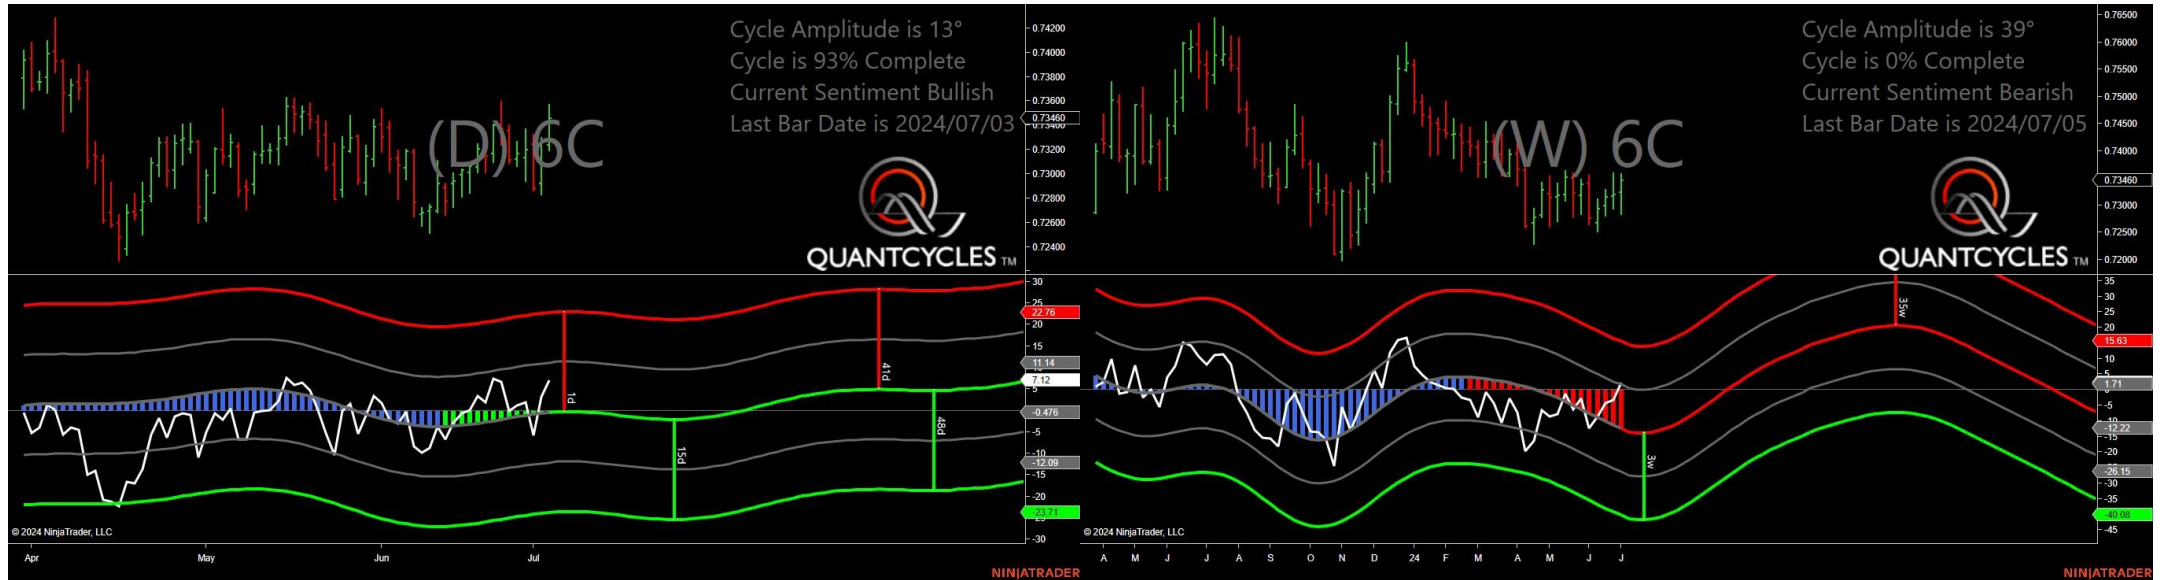 Cycle Amplitude is 13°
Cycle is 93% Complete
Current Sentiment Bullish
Last Bar Date is 2024/07/03
(D) 6C
QUANTCYCLES TM
0.74200
0.74000
0.73800
0.73600
0.73460
0.73400
0.73200
0.73000
0.72800
0.72600
0.72400
30
25
22.76
20
15
11.14
7.12
5
-0.476
-5
-10
-12.09
-15
-20
-23.71
-30
1d
15d
41d
48d
© 2024 NinjaTrader, LLC
Apr May Jun Jul
NINJATRADER
Cycle Amplitude is 39°
Cycle is 0% Complete
Current Sentiment Bearish
Last Bar Date is 2024/07/05
(W) 6C
QUANTCYCLES TM
0.76500
0.76000
0.75500
0.75000
0.74500
0.74000
0.73460
0.73000
0.72500
0.72000
35
30
25
20
15.63
10
5
1.71
-5
-12.22
-15
-20
-26.15
-30
-35
-40.08
-45
3w
35w
© 2024 NinjaTrader, LLC
A M J J A S O N D 24 F M A M J J
NINJATRADER